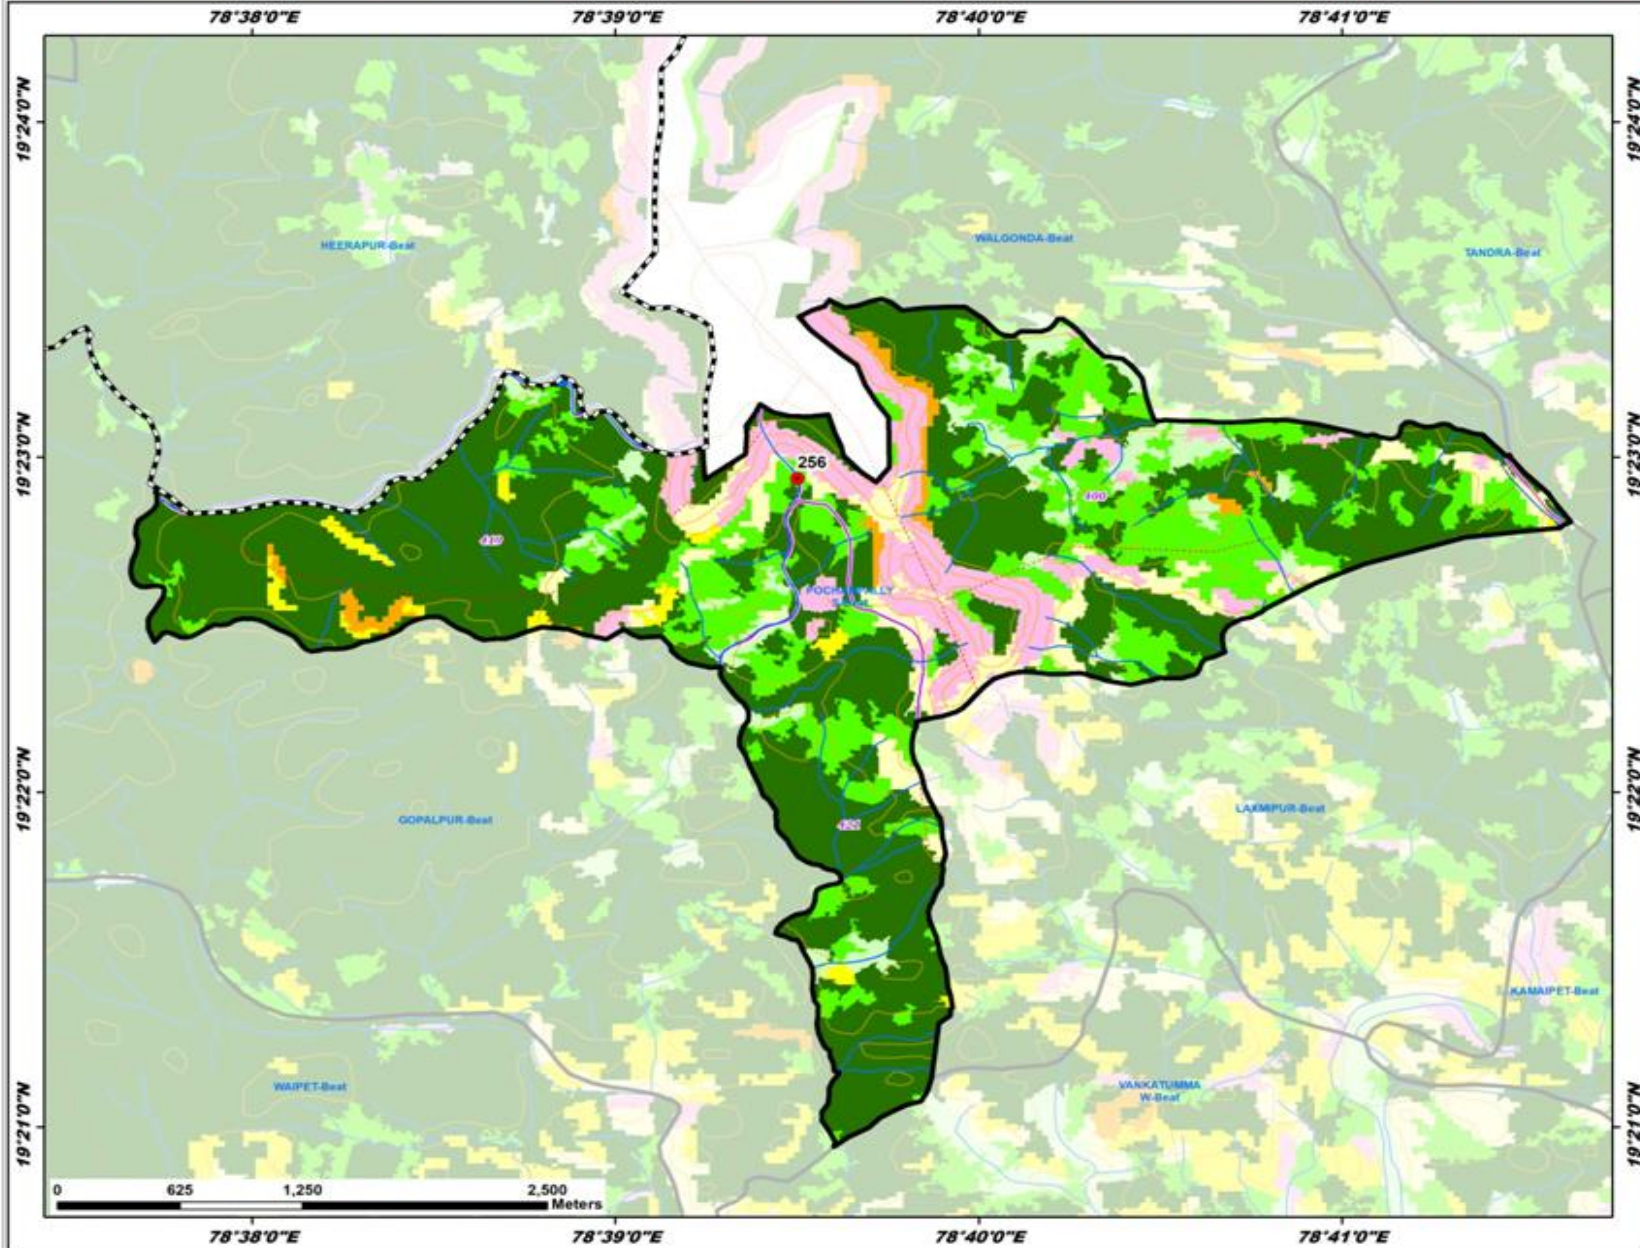 78°38'0"E 78°39'0"E 78°40'0"E 78°41'0"E
19°24'0"N 19°24'0"N
HEERAPUR-Beat
WALGONDA-Beat
TANDRA-Beat
19°23'0"N 19°23'0"N
256
400
POCHAMPALLY
19°22'0"N 19°22'0"N
GOPALPUR-Beat
LAXMIPUR-Beat
KAMAIPET-Beat
WAIPET-Beat
VANKATUMMA
W-Beat
19°21'0"N 19°21'0"N
0 625 1,250 2,500
Meters
78°38'0"E 78°39'0"E 78°40'0"E 78°41'0"E